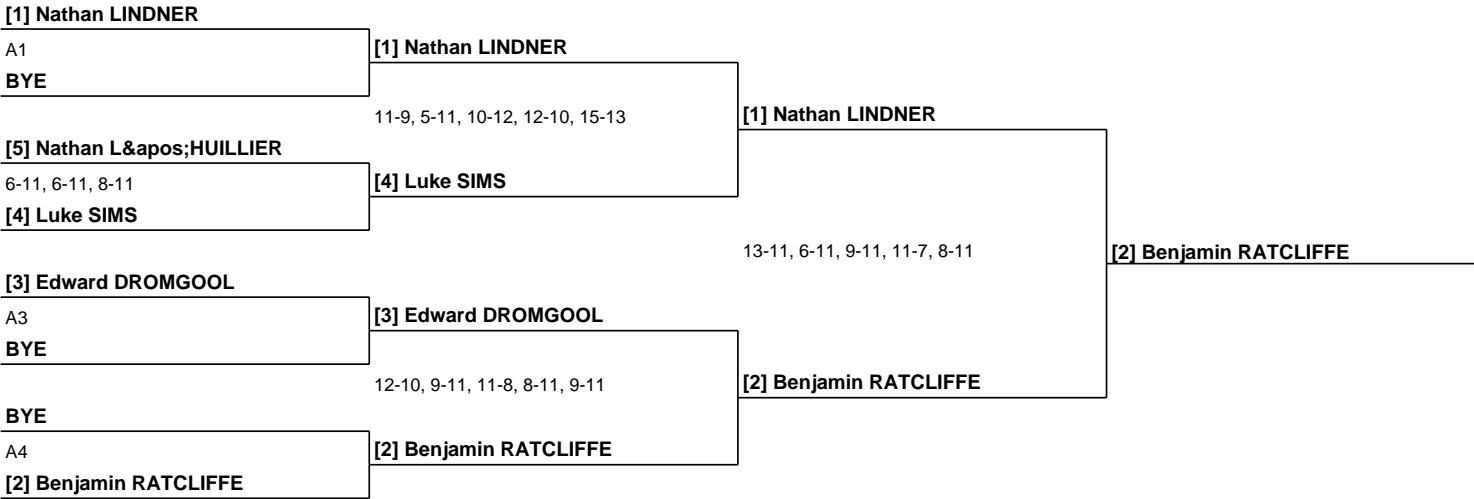 [1] Nathan LINDNER
A1
BYE
[1] Nathan LINDNER
11-9, 5-11, 10-12, 12-10, 15-13
[1] Nathan LINDNER
[5] Nathan L&apos;HUILLIER
6-11, 6-11, 8-11
[4] Luke SIMS
[4] Luke SIMS
13-11, 6-11, 9-11, 11-7, 8-11
[2] Benjamin RATCLIFFE
[3] Edward DROMGOOL
A3
BYE
[3] Edward DROMGOOL
12-10, 9-11, 11-8, 8-11, 9-11
[2] Benjamin RATCLIFFE
BYE
A4
[2] Benjamin RATCLIFFE
[2] Benjamin RATCLIFFE